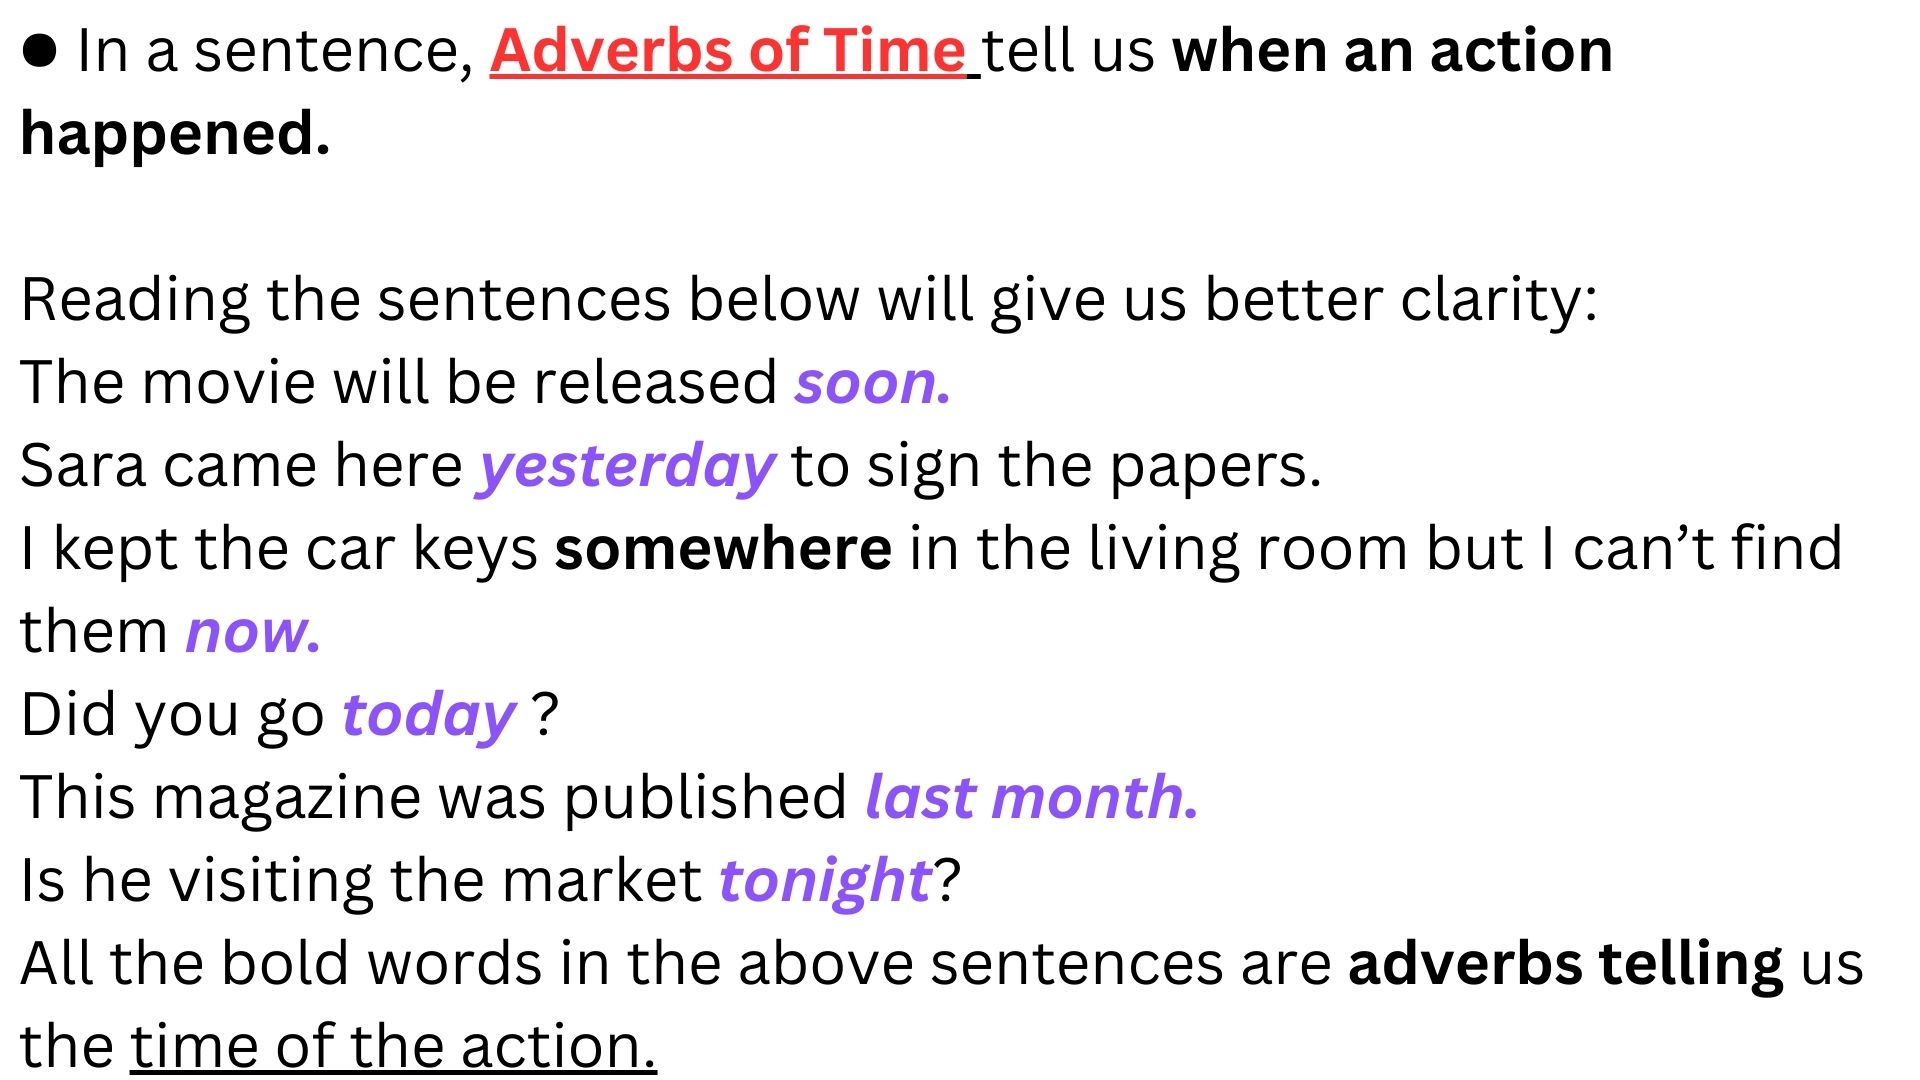 ● In a sentence, Adverbs of Time tell us when an action
happened.
Reading the sentences below will give us better clarity:
The movie will be released soon.
Sara came here yesterday to sign the papers.
I kept the car keys somewhere in the living room but I can’t find
them now.
Did you go today ?
This magazine was published last month.
Is he visiting the market tonight?
All the bold words in the above sentences are adverbs telling us
the time of the action.